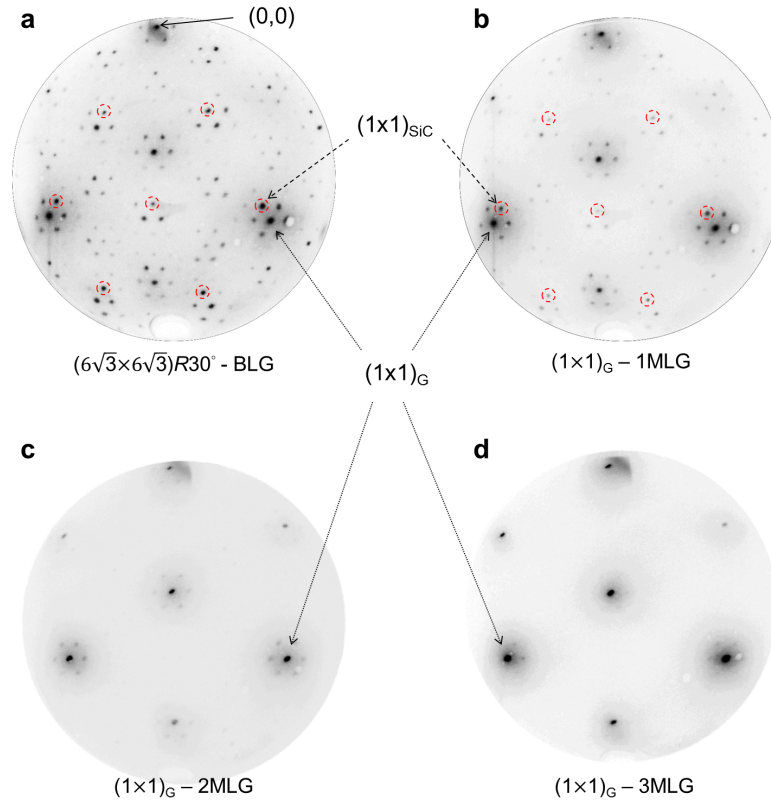 a
(0,0)
b
(1x1)SiC
(6√3×6√3)R30° - BLG
(1×1)G – 1MLG
(1x1)G
c
d
(1×1)G – 2MLG
(1×1)G – 3MLG